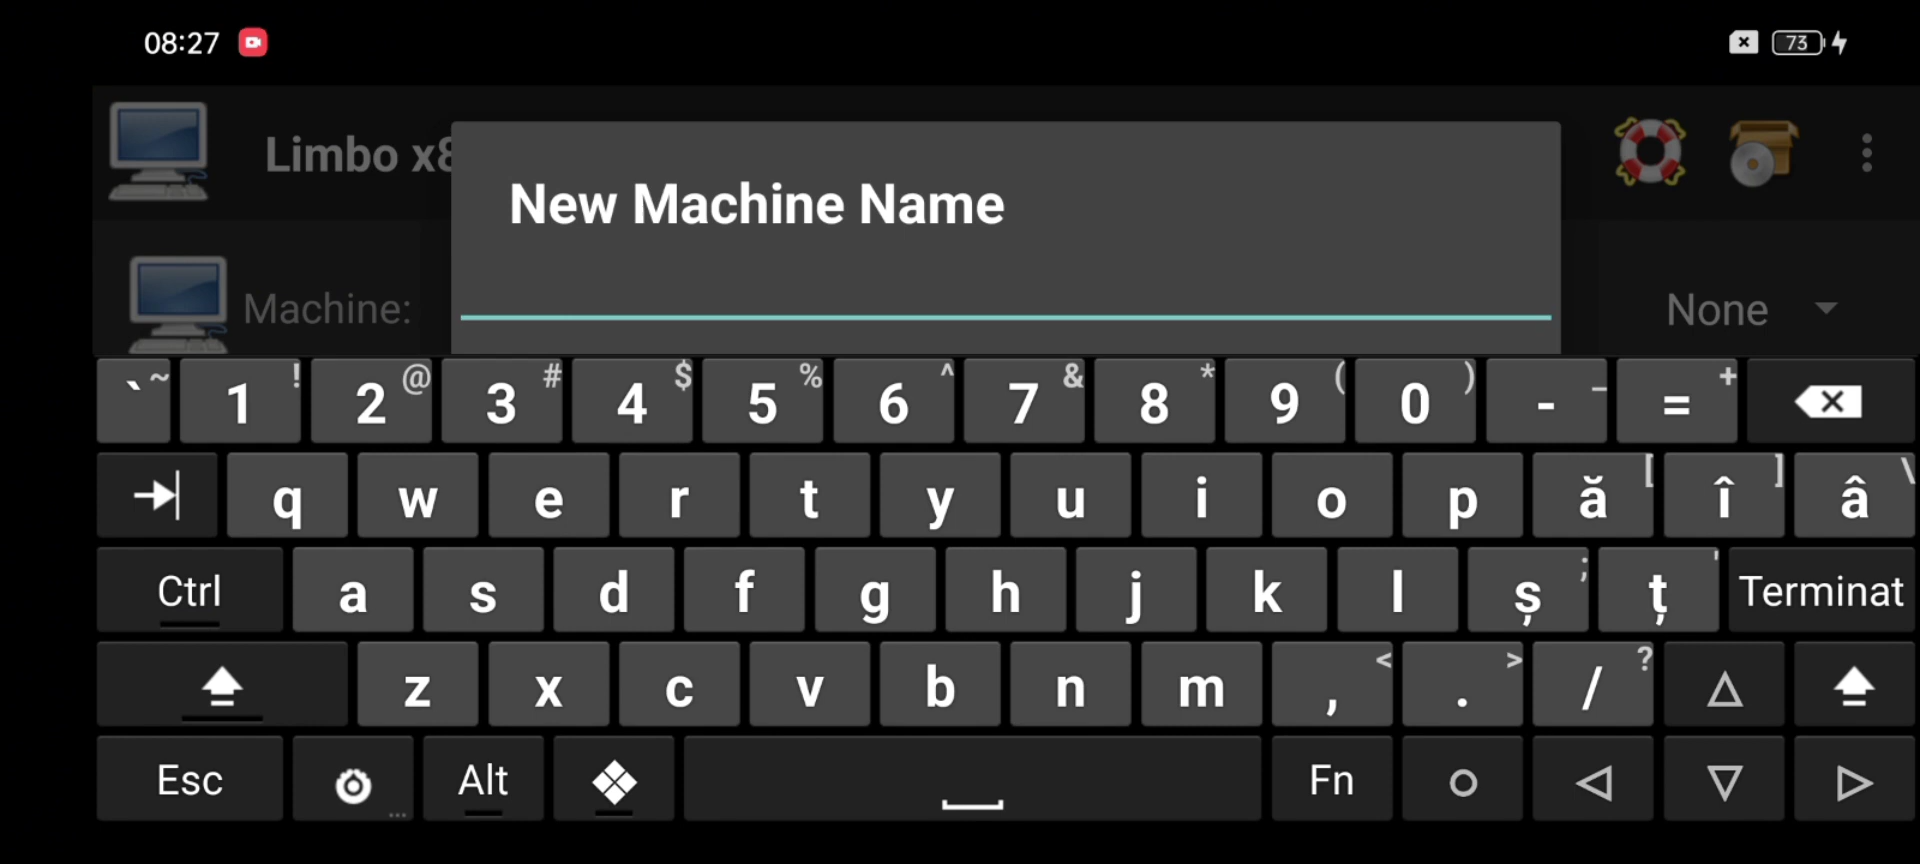 08:27 73
Limbo x8
New Machine Name
Machine: None
` ~ 1 ! 2 @ 3 # 4 $ 5 % 6 ^ 7 & 8 * 9 ( 0 ) - _ = +
q w e r t y u i o p ă [ î ] â \
Ctrl a s d f g h j k l ș ; ț ' Terminat
z x c v b n m , < . > / ?
Esc ... Alt Fn